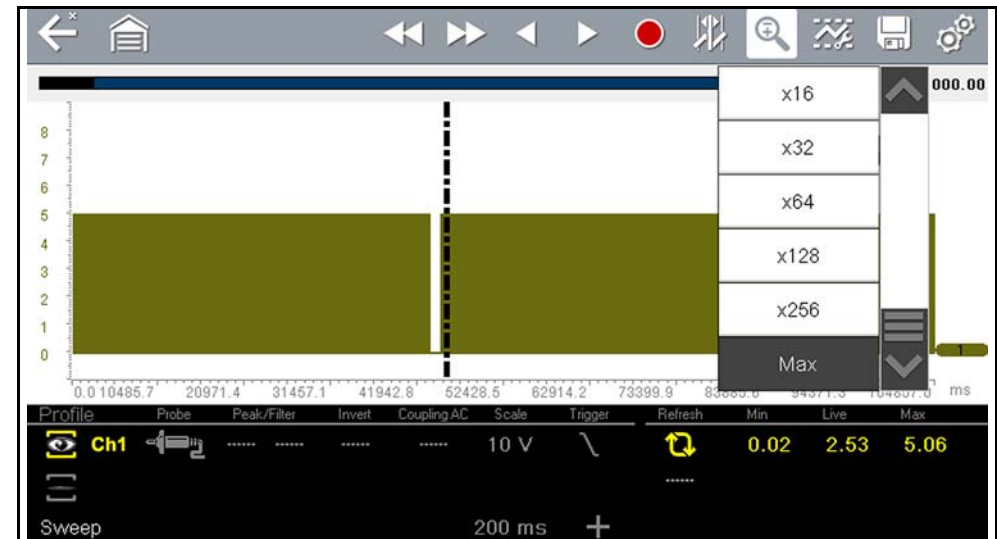 x16
000.00
x32
x64
x128
x256
Max
8
7
6
5
4
3
2
1
0
1
0.0 10485.7 20971.4 31457.1 41942.8 52428.5 62914.2 73399.9 ms
Profile Probe Peak/Filter Invert Coupling AC Scale Trigger Refresh Min Live Max
Ch1 ------ ------ ------ ------ 10 V 0.02 2.53 5.06
------
Sweep 200 ms +